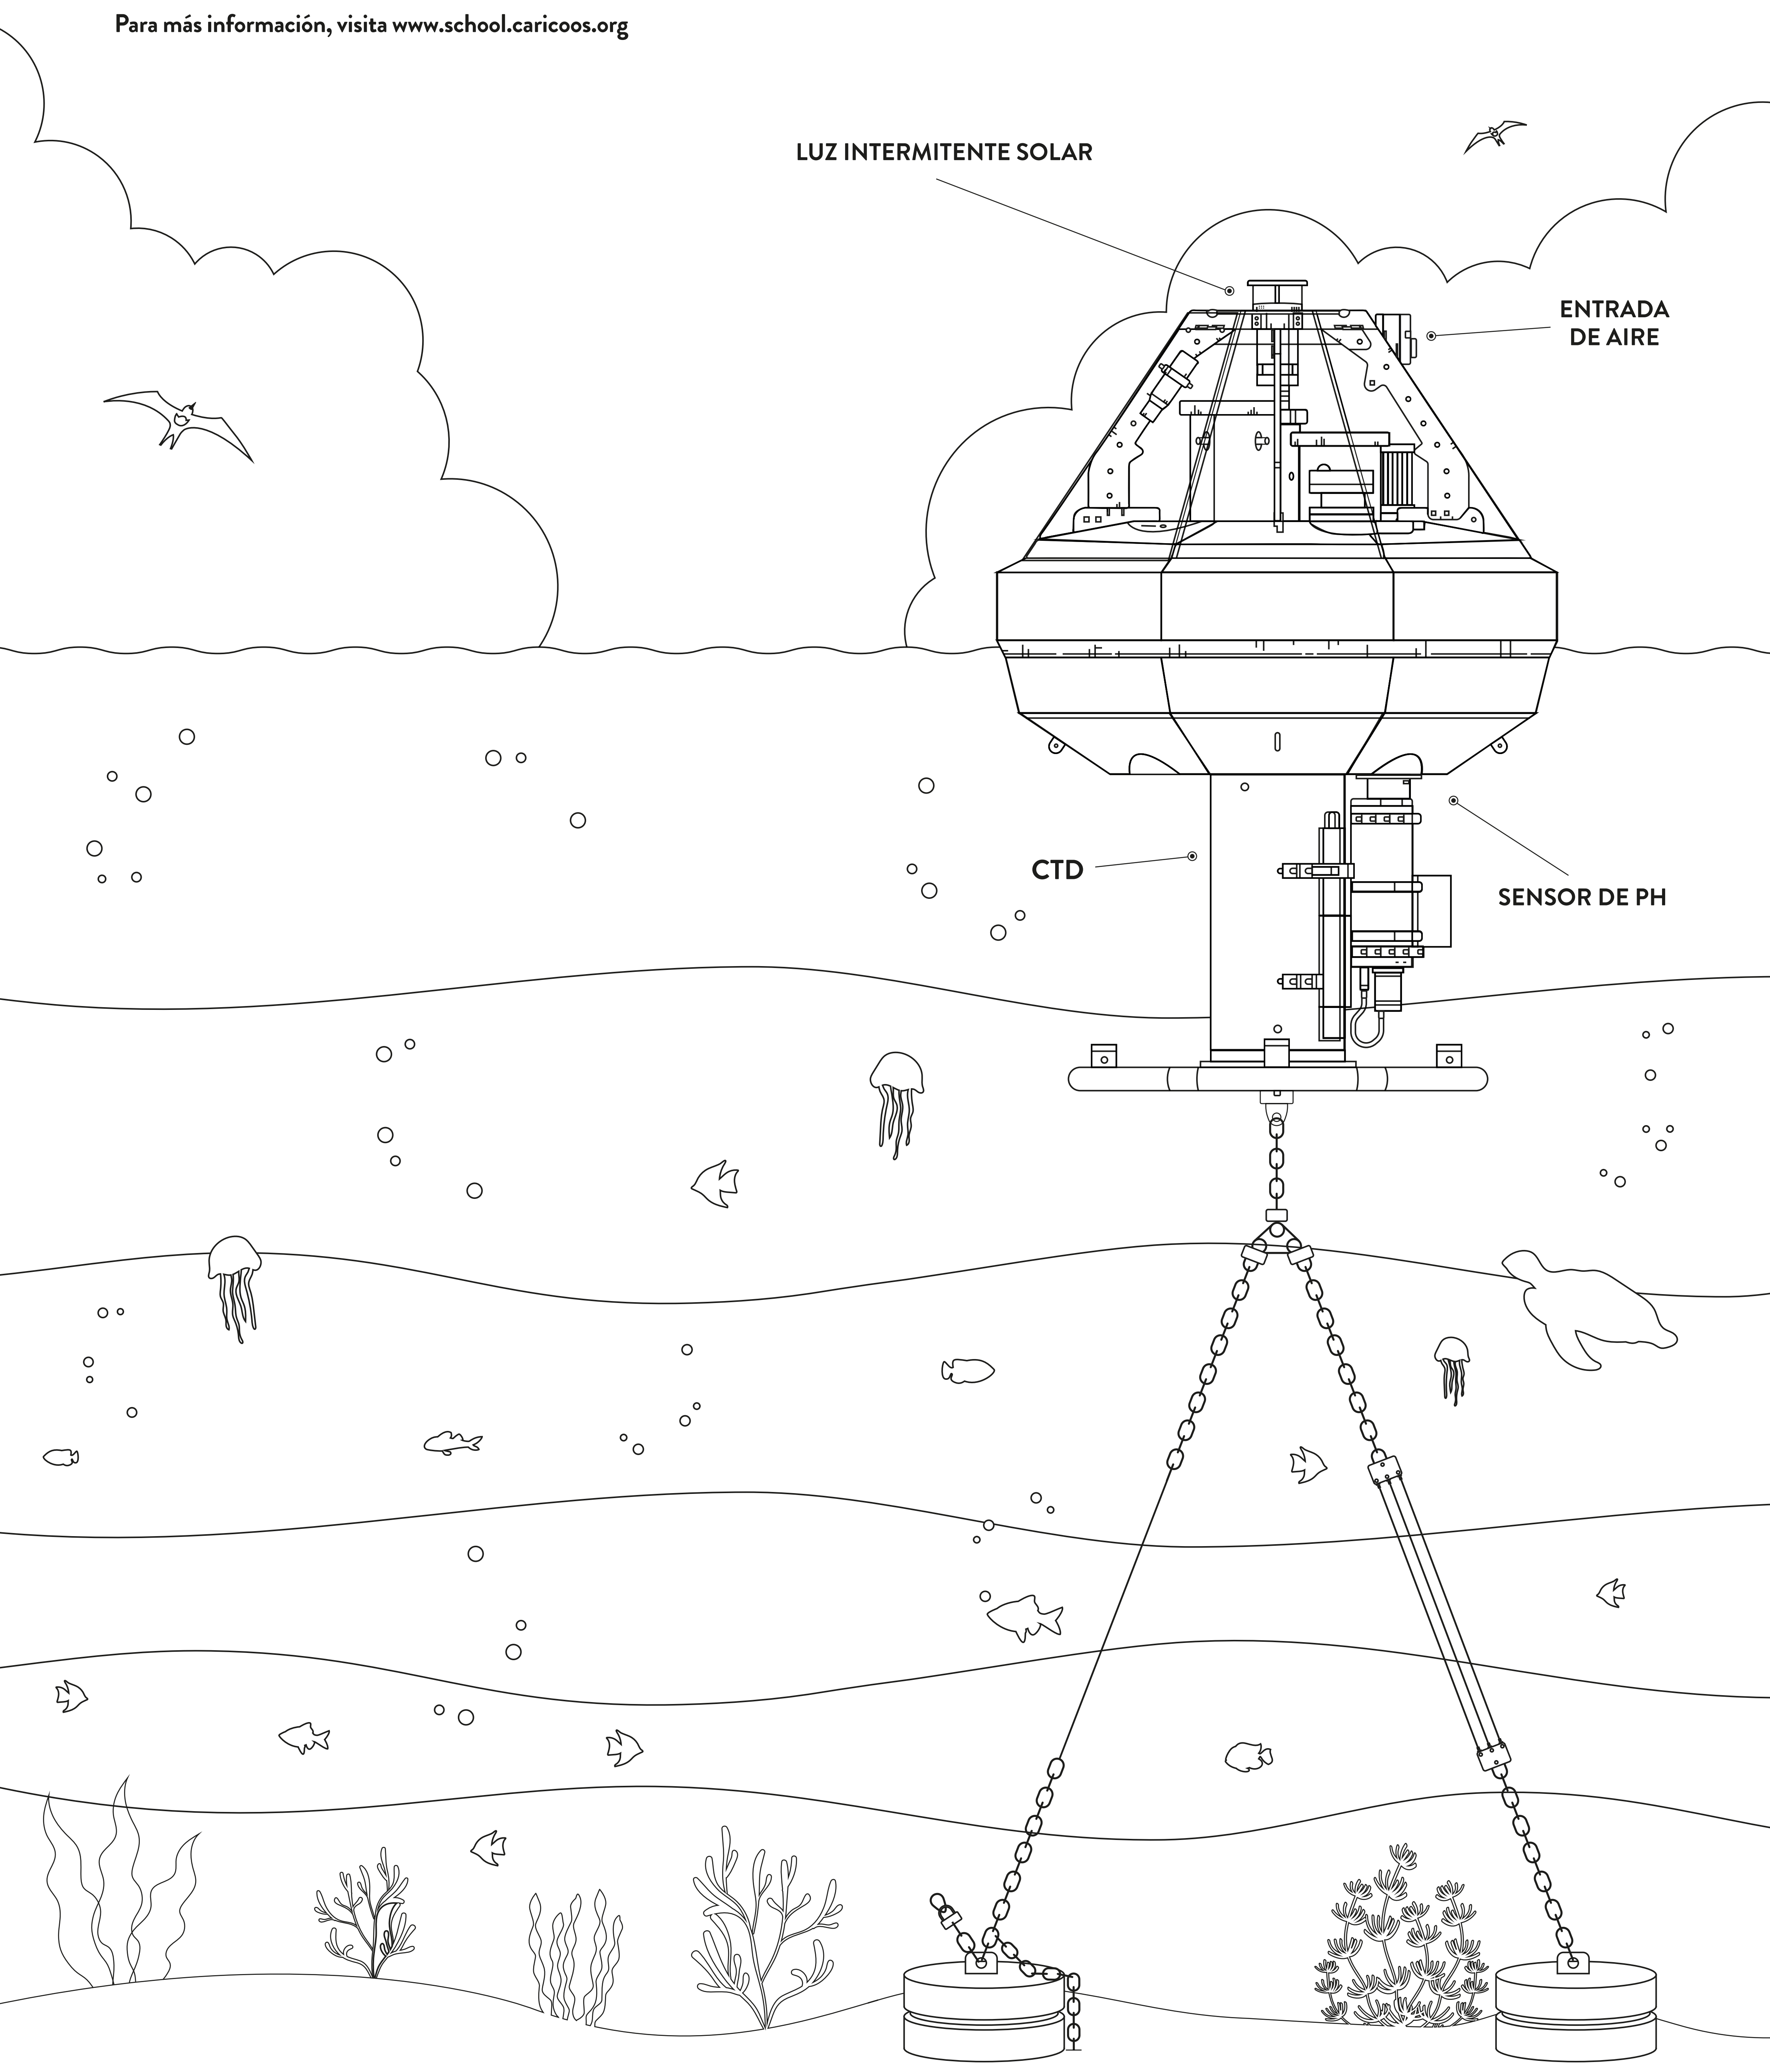 Para más información, visita www.school.caricoos.org
LUZ INTERMITENTE SOLAR
ENTRADA
DE AIRE
CTD
SENSOR DE PH